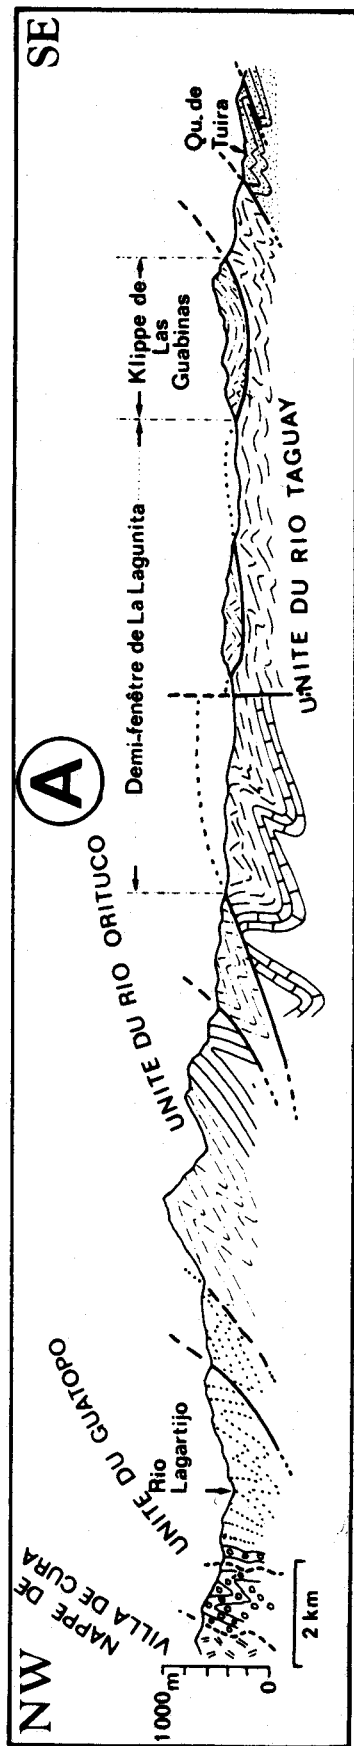 NW
SE
A
NAPPE DE
VILLA DE CURA
UNITE DU GUATOPO
Rio
Lagartijo
UNITE DU RIO ORITUCO
Demi-fenêtre de La Lagunita
Klippe de
Las
Guabinas
Qu. de
Tuira
UNITE DU RIO TAGUAY
1000 m
0
2 km